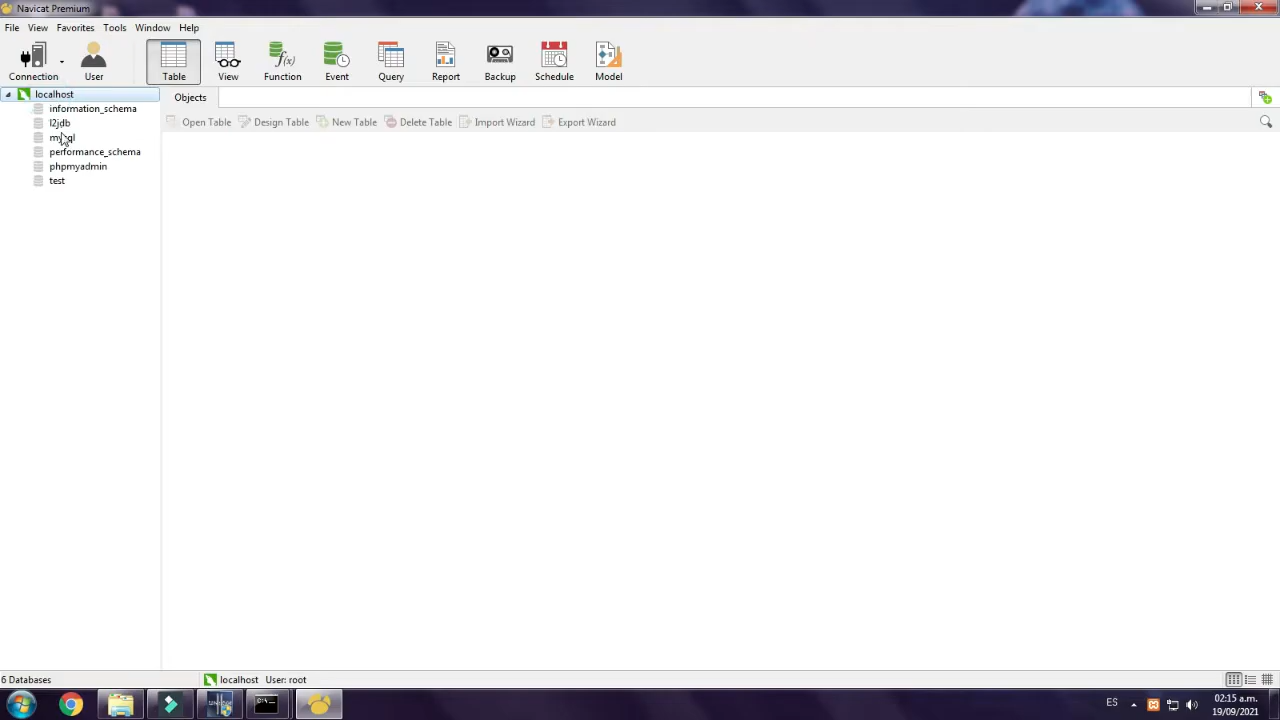 Navicat Premium
File View Favorites Tools Window Help
Connection User Table View Function Event Query Report Backup Schedule Model
localhost Objects
information_schema
l2jdb Open Table Design Table New Table Delete Table Import Wizard Export Wizard
performance_schema
phpmyadmin
test
6 Databases localhost User: root
ES 02:15 a.m.
19/09/2021